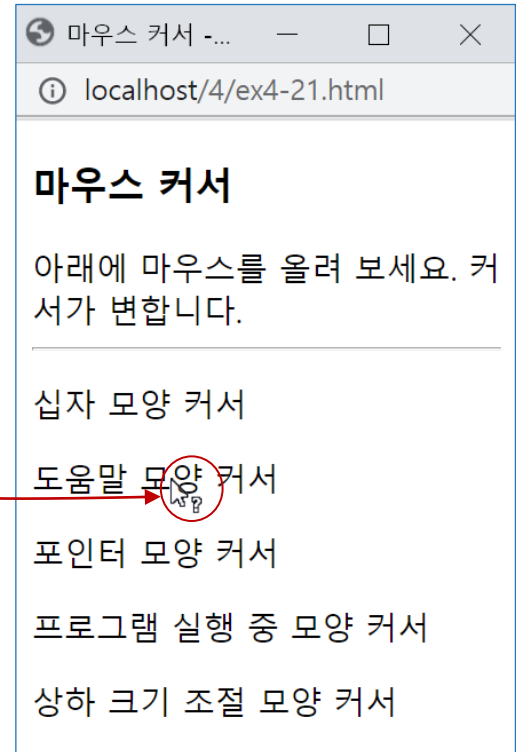 마우스 커서 -...
localhost/4/ex4-21.html
마우스 커서
아래에 마우스를 올려 보세요. 커
서가 변합니다.
십자 모양 커서
도움말 모양 커서
포인터 모양 커서
프로그램 실행 중 모양 커서
상하 크기 조절 모양 커서